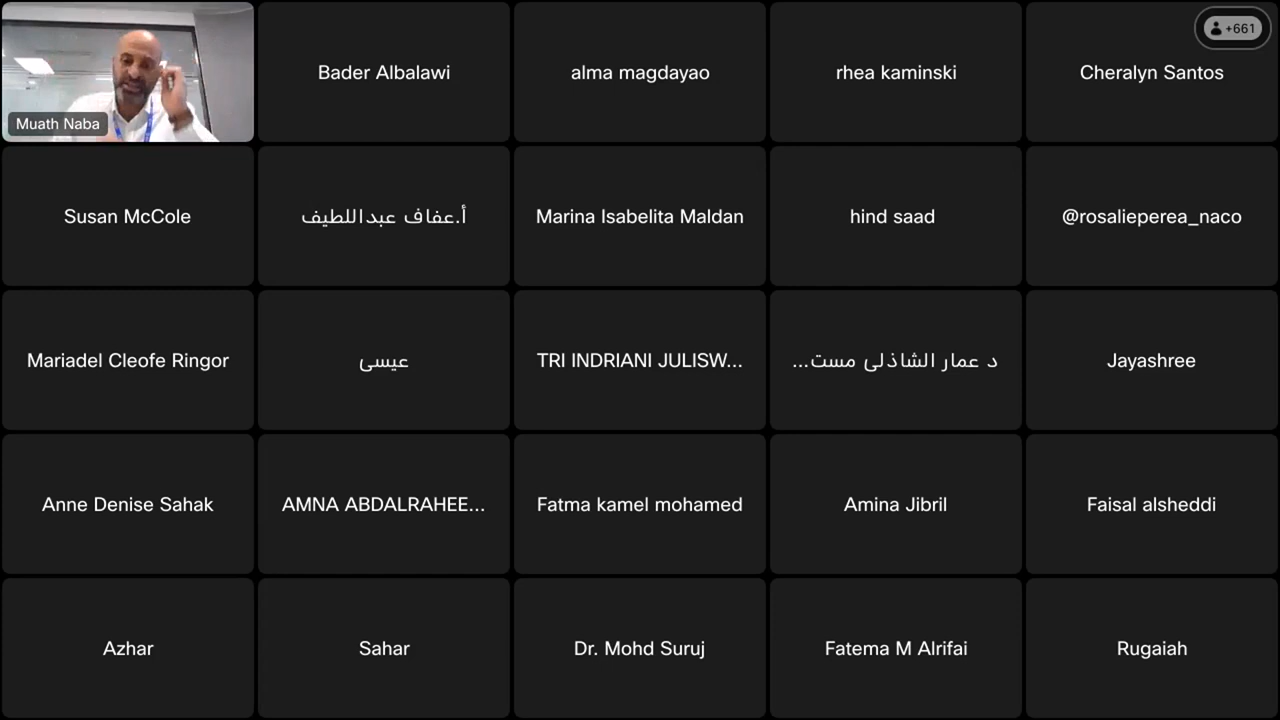 +661
Muath Naba
Bader Albalawi
alma magdayao
rhea kaminski
Cheralyn Santos
Susan McCole
أ.عفاف عبداللطيف
Marina Isabelita Maldan
hind saad
@rosalieperea_naco
Mariadel Cleofe Ringor
عيسى
TRI INDRIANI JULISW...
د عمار الشاذلى مست...
Jayashree
Anne Denise Sahak
AMNA ABDALRAHEE...
Fatma kamel mohamed
Amina Jibril
Faisal alsheddi
Azhar
Sahar
Dr. Mohd Suruj
Fatema M Alrifai
Rugaiah